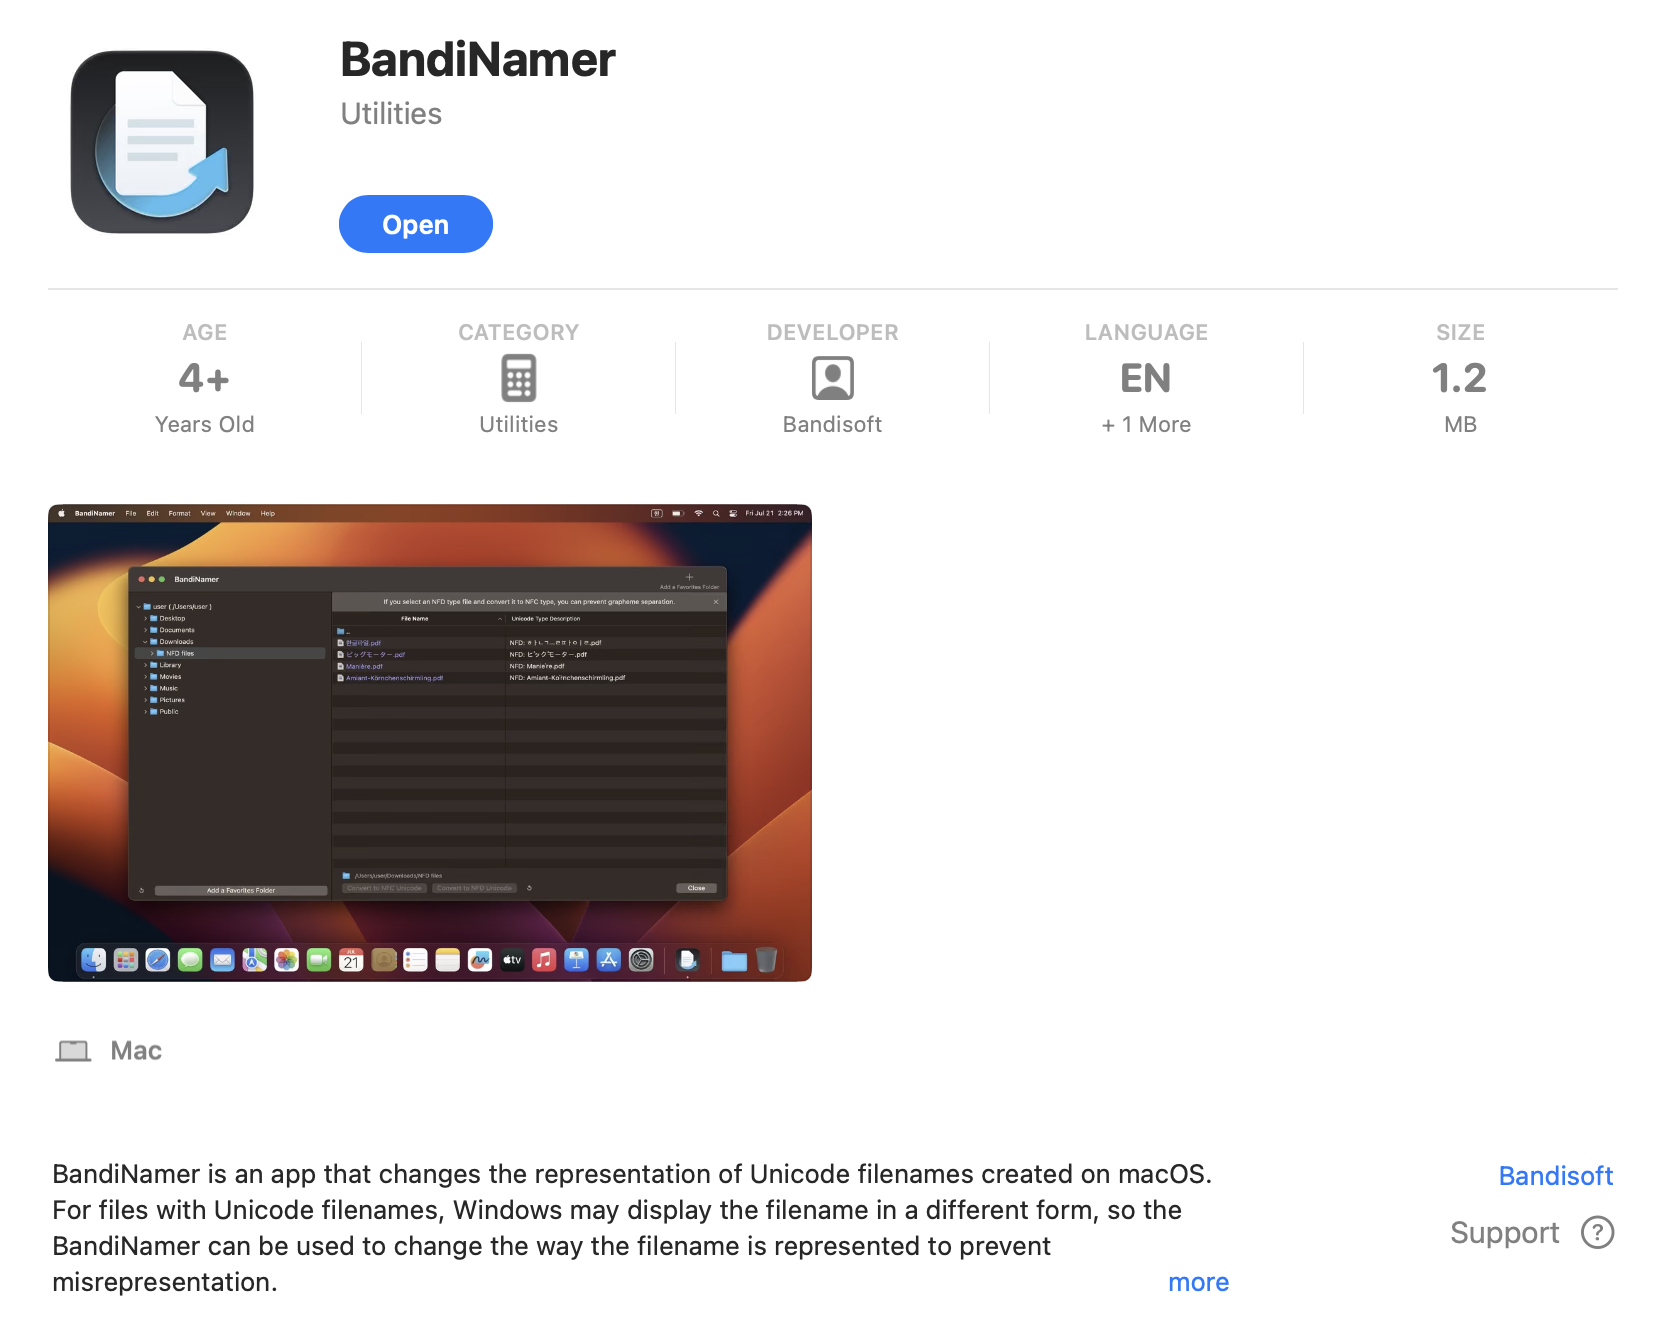 BandiNamer
Utilities
Open
AGE
4+
Years Old
CATEGORY
Utilities
DEVELOPER
Bandisoft
LANGUAGE
EN
+ 1 More
SIZE
1.2
MB
BandiNamer File Edit Format View Window Help
Fri Jul 21 2:26 PM
BandiNamer
Add a Favorites Folder
user ( /Users/user )
Desktop
Documents
Downloads
NFD files
Library
Movies
Music
Pictures
Public
Add a Favorites Folder
If you select an NFD type file and convert it to NFC type, you can prevent grapheme separation.
File Name Unicode Type Description
..
.pdf NFD: .pdf
ビッグモーター.pdf NFD: ビッグモーター.pdf
Manière.pdf NFD: Manie`re.pdf
Amiant-Körnchenschirmling.pdf NFD: Amiant-Ko¨rnchenschirmling.pdf
/Users/user/Downloads/NFD files
Convert to NFC Unicode Convert to NFD Unicode Close
JUL
21
tv
Mac
BandiNamer is an app that changes the representation of Unicode filenames created on macOS.
For files with Unicode filenames, Windows may display the filename in a different form, so the
BandiNamer can be used to change the way the filename is represented to prevent
misrepresentation.
more
Bandisoft
Support ?